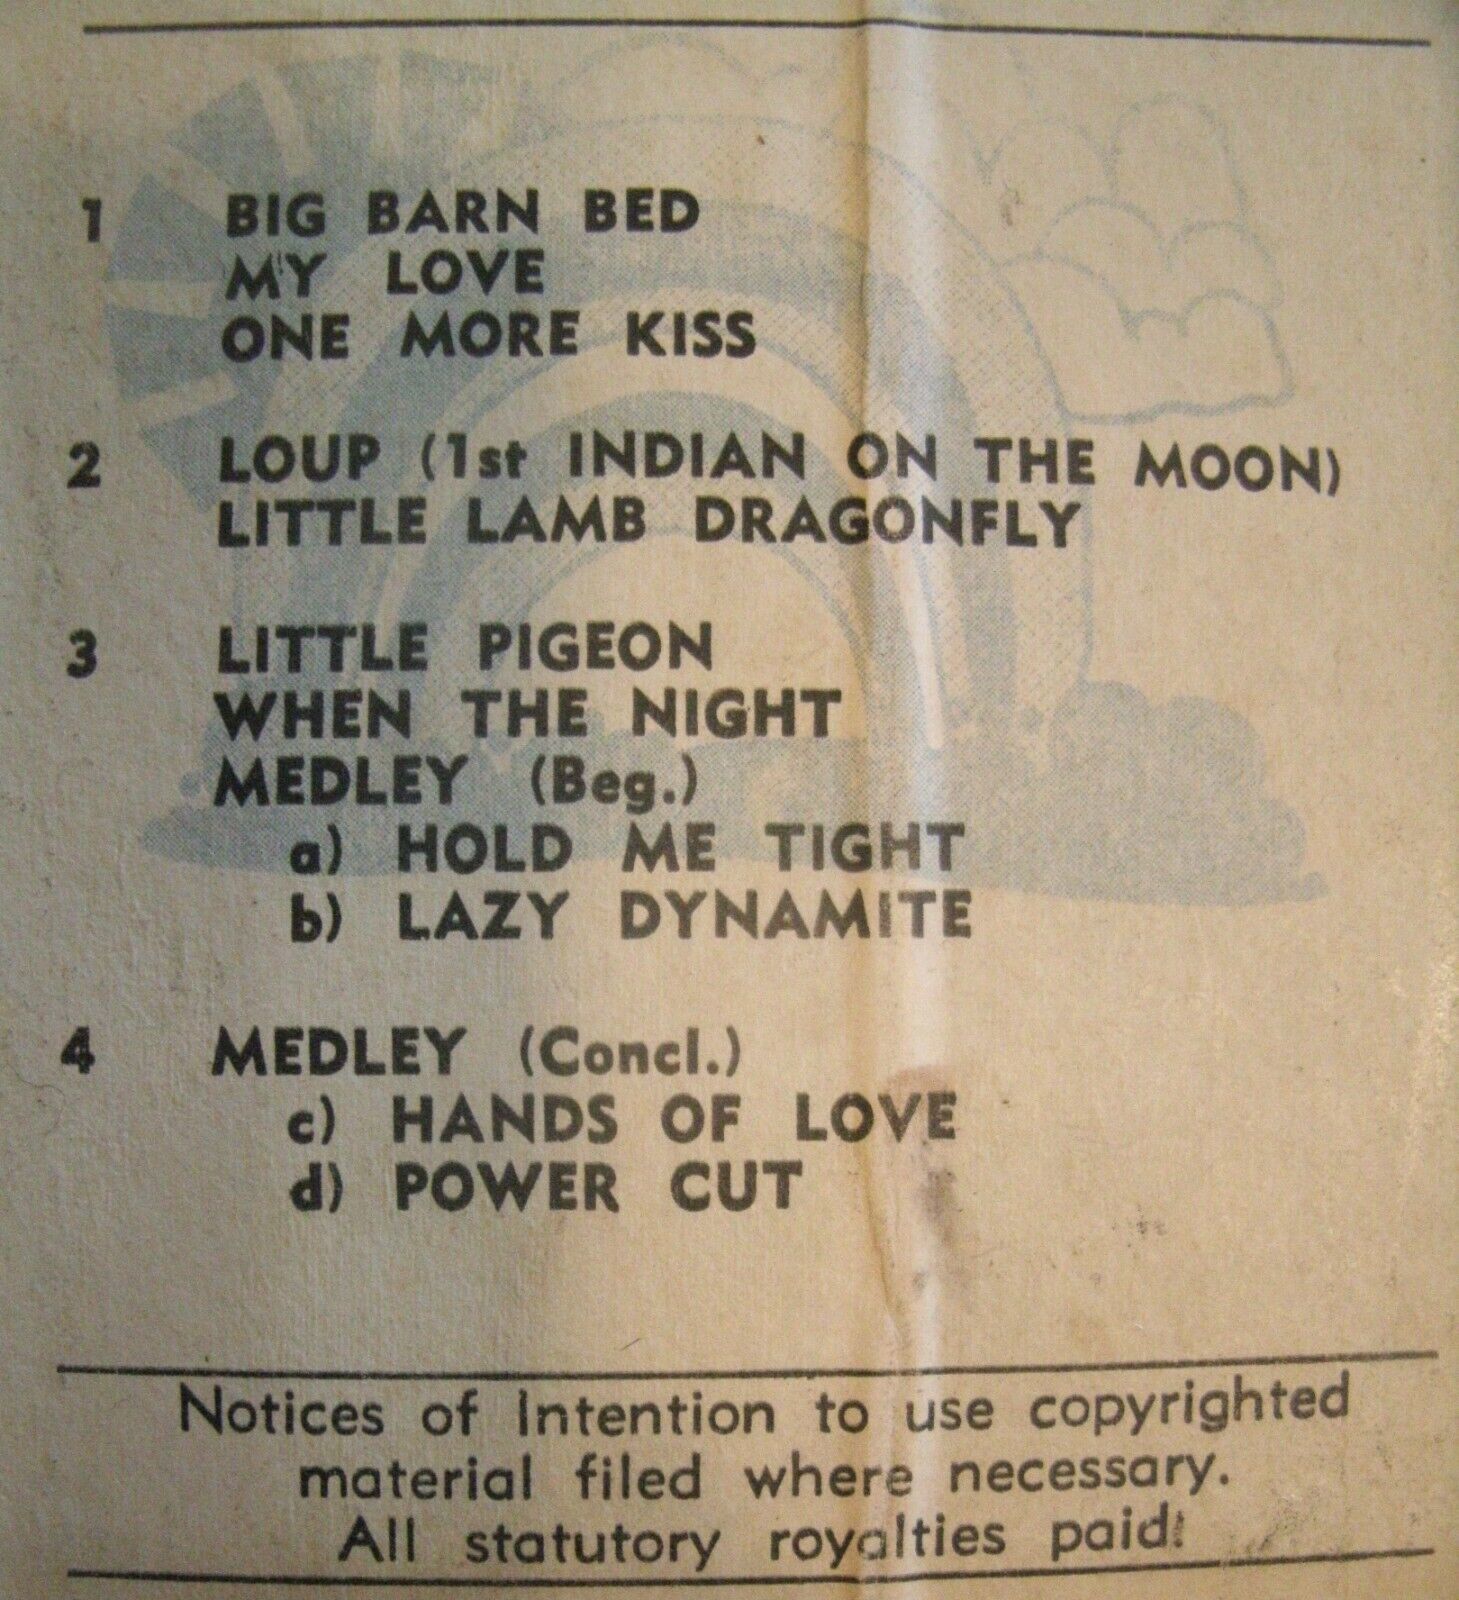 1 BIG BARN BED
MY LOVE
ONE MORE KISS
2 LOUP (1st INDIAN ON THE MOON)
LITTLE LAMB DRAGONFLY
3 LITTLE PIGEON
WHEN THE NIGHT
MEDLEY (Beg.)
a) HOLD ME TIGHT
b) LAZY DYNAMITE
4 MEDLEY (Concl.)
c) HANDS OF LOVE
d) POWER CUT
Notices of Intention to use copyrighted
material filed where necessary.
All statutory royalties paid!